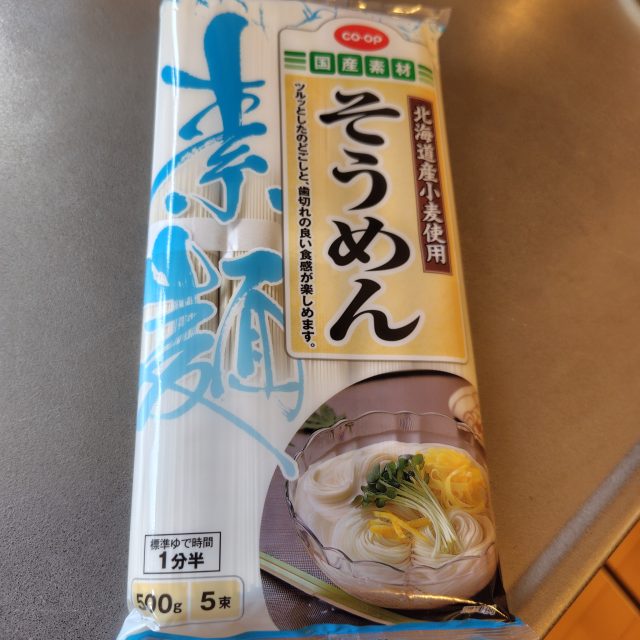 co·op
国産素材
北海道産小麦使用
そうめん
ツルッとしたのどごしと、歯切れの良い食感が楽しめます。
素麺
標準ゆで時間
1分半
500g 5束